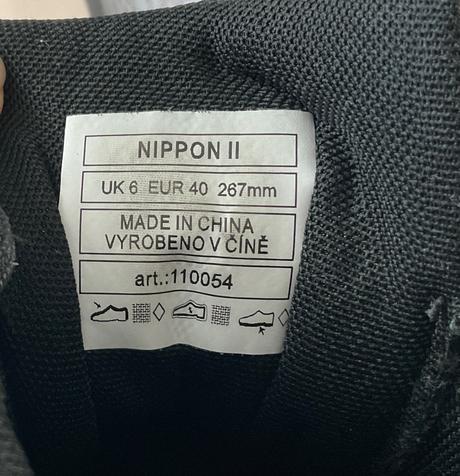 NIPPON II
UK 6 EUR 40 267mm
MADE IN CHINA
VYROBENO V ČÍNĚ
art.:110054